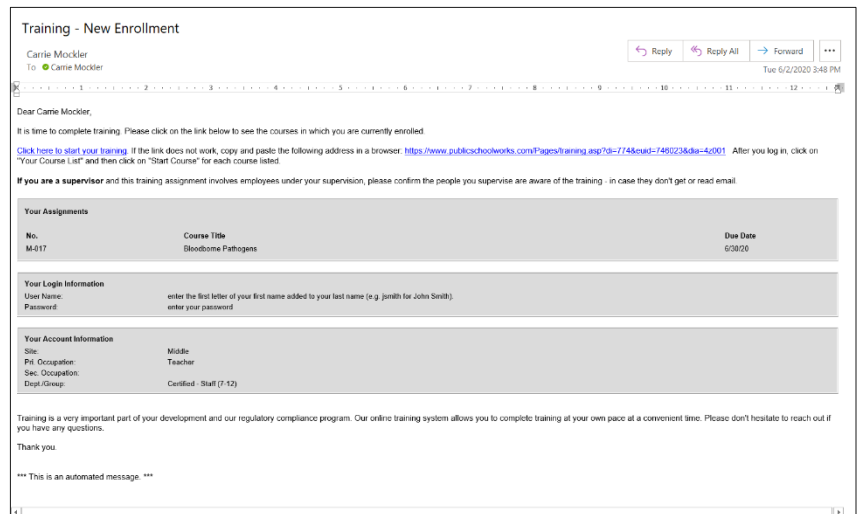 Training - New Enrollment
Carrie Mockler
To Carrie Mockler
Reply Reply All Forward ...
Tue 6/2/2020 3:48 PM
1 2 3 4 5 6 7 8 9 10 11 12
Dear Carrie Mockler,
It is time to complete training. Please click on the link below to see the courses in which you are currently enrolled.
Click here to start your training. If the link does not work, copy and paste the following address in a browser: https://www.publicschoolworks.com/Pages/training.asp?di=774&euid=746023&dia=4z001 After you log in, click on
"Your Course List" and then click on "Start Course" for each course listed.
If you are a supervisor and this training assignment involves employees under your supervision, please confirm the people you supervise are aware of the training - in case they don't get or read email.
Your Assignments
No. Course Title Due Date
M-017 Bloodborne Pathogens 6/30/20
Your Login Information
User Name: enter the first letter of your first name added to your last name (e.g. jsmith for John Smith).
Password: enter your password
Your Account Information
Site: Middle
Pri. Occupation: Teacher
Sec. Occupation:
Dept./Group: Certified - Staff (7-12)
Training is a very important part of your development and our regulatory compliance program. Our online training system allows you to complete training at your own pace at a convenient time. Please don't hesitate to reach out if
you have any questions.
Thank you.
*** This is an automated message. ***